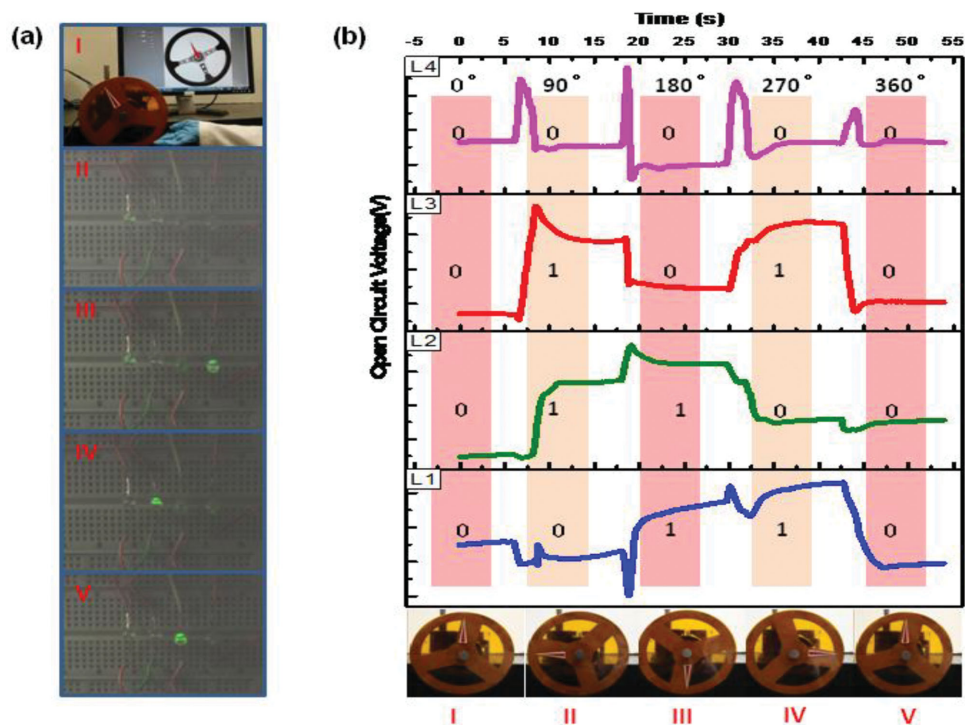 (a)
I
II
III
IV
V
(b)
Time (s)
-5 0 5 10 15 20 25 30 35 40 45 50 55
Open Circuit Voltage(V)
L4
0° 90° 180° 270° 360°
0 0 0 0 0
L3
0 1 0 1 0
L2
0 1 1 0 0
L1
0 0 1 1 0
I II III IV V